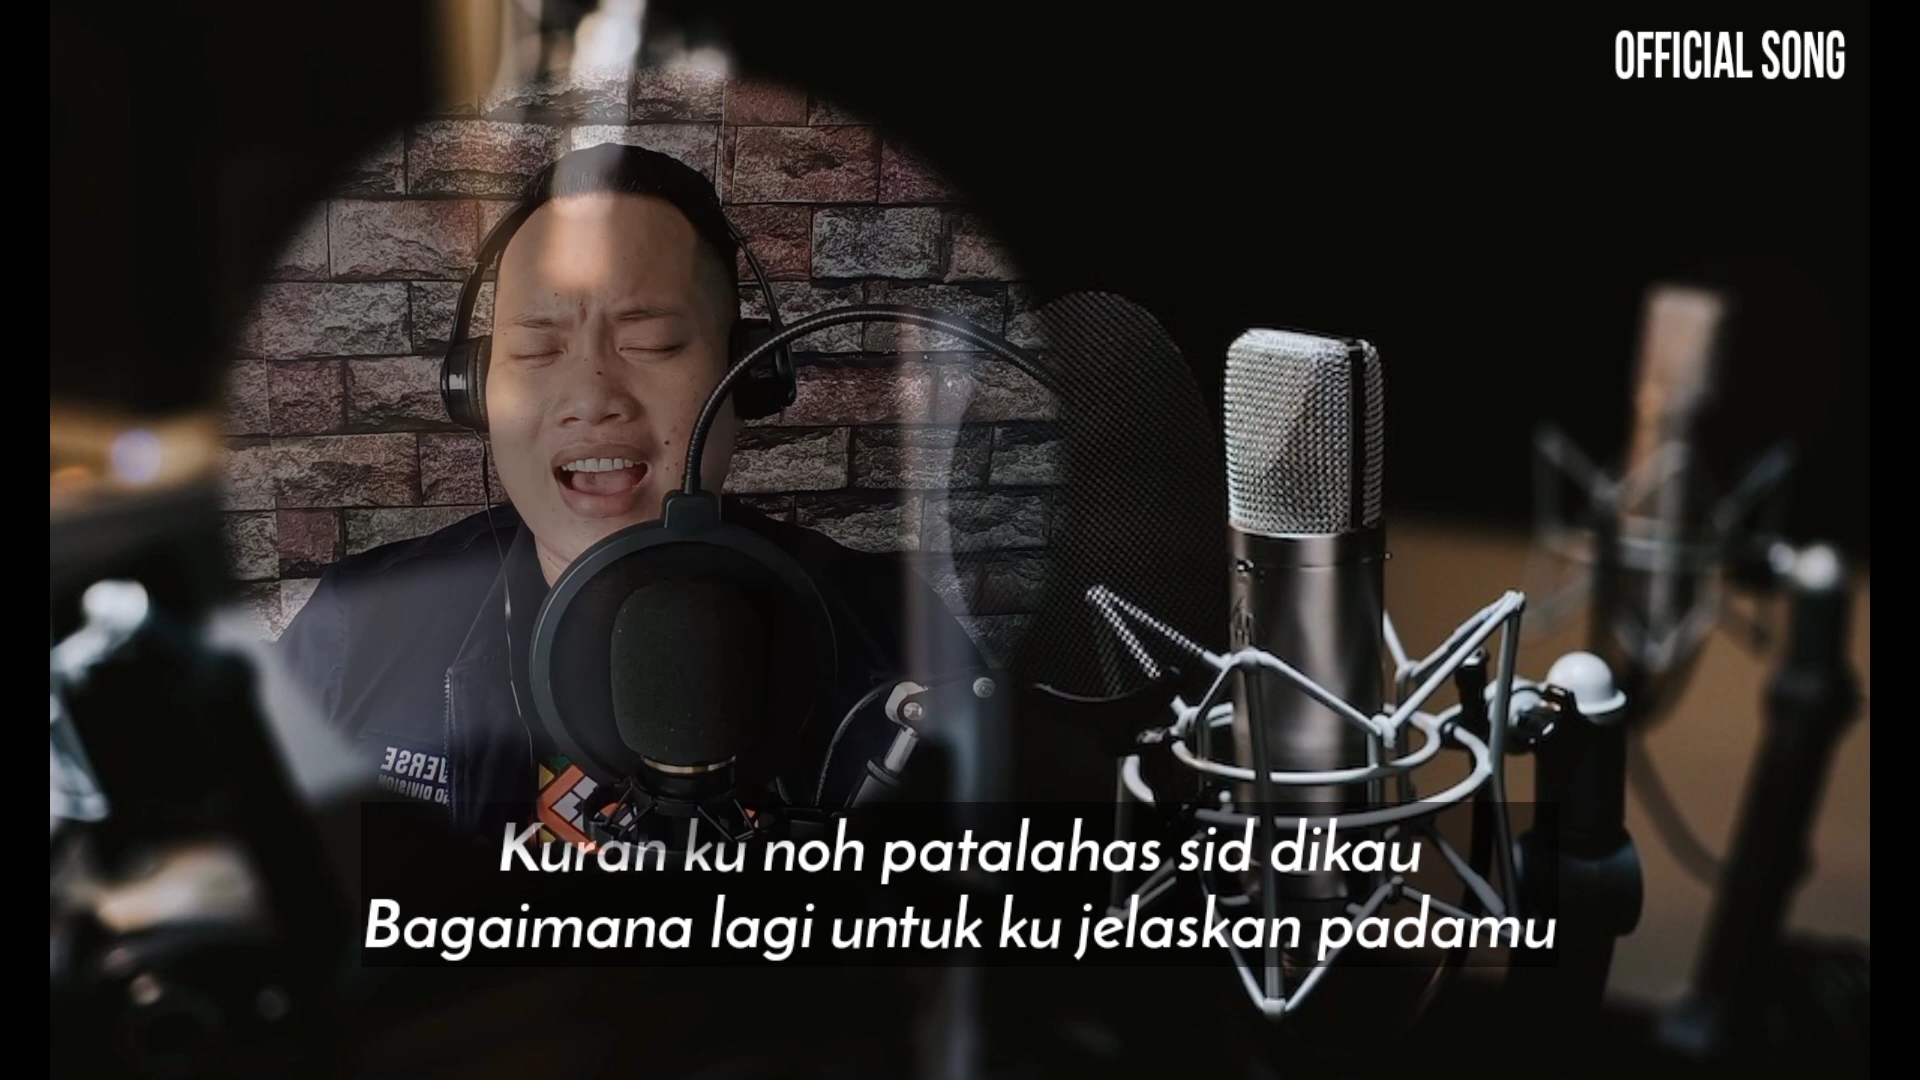 OFFICIAL SONG
Kuran ku noh patalahas sid dikau
Bagaimana lagi untuk ku jelaskan padamu